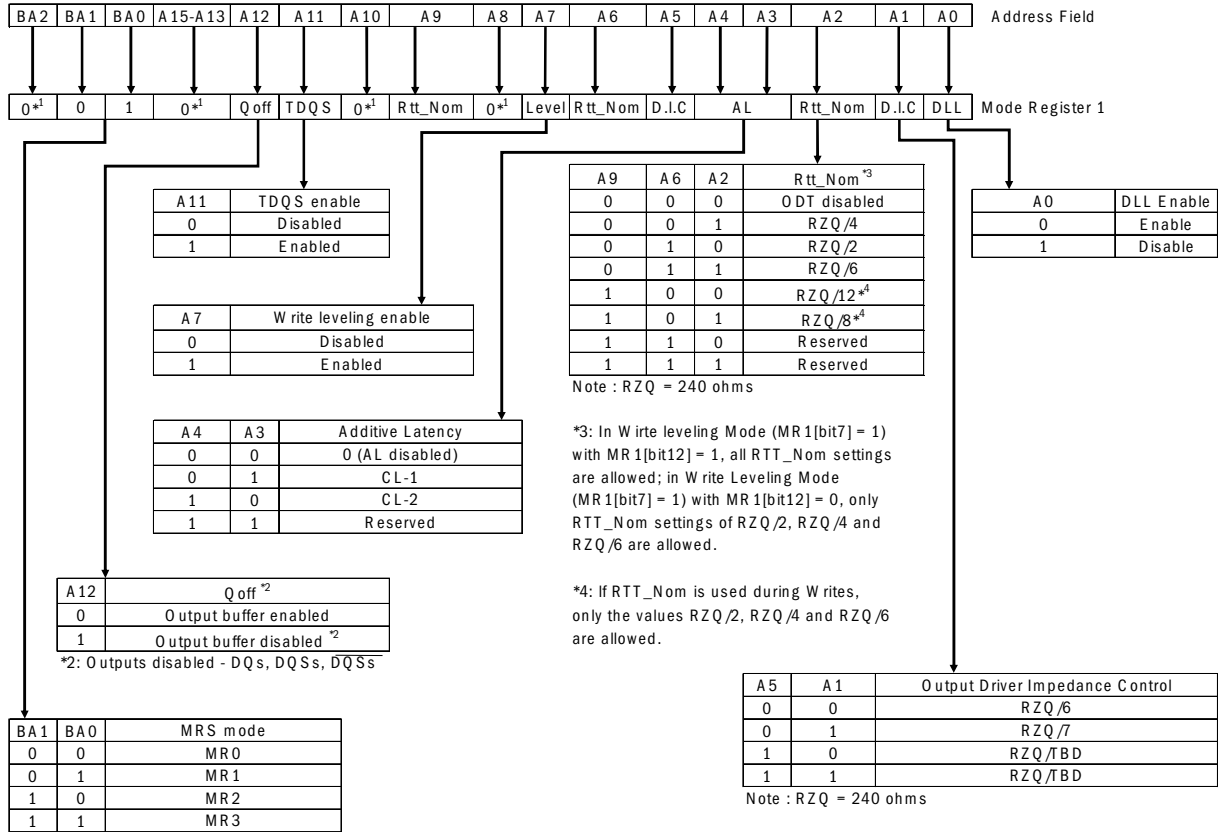 BA2 BA1 BA0 A15-A13 A12 A11 A10 A9 A8 A7 A6 A5 A4 A3 A2 A1 A0 Address Field
0*1 0 1 0*1 Qoff TDQS 0*1 Rtt_Nom 0*1 Level Rtt_Nom D.I.C AL Rtt_Nom D.I.C DLL Mode Register 1
A11 TDQS enable
0 Disabled
1 Enabled
A7 Write leveling enable
0 Disabled
1 Enabled
A4 A3 Additive Latency
0 0 0 (AL disabled)
0 1 CL-1
1 0 CL-2
1 1 Reserved
A12 Qoff *2
0 Output buffer enabled
1 Output buffer disabled *2
*2: Outputs disabled - DQs, DQSs, DQSs
BA1 BA0 MRS mode
0 0 MR0
0 1 MR1
1 0 MR2
1 1 MR3
A9 A6 A2 Rtt_Nom*3
0 0 0 ODT disabled
0 0 1 RZQ/4
0 1 0 RZQ/2
0 1 1 RZQ/6
1 0 0 RZQ/12*4
1 0 1 RZQ/8*4
1 1 0 Reserved
1 1 1 Reserved
Note : RZQ = 240 ohms
*3: In Wirte leveling Mode (MR1[bit7] = 1)
with MR1[bit12] = 1, all RTT_Nom settings
are allowed; in Write Leveling Mode
(MR1[bit7] = 1) with MR1[bit12] = 0, only
RTT_Nom settings of RZQ/2, RZQ/4 and
RZQ/6 are allowed.
*4: If RTT_Nom is used during Writes,
only the values RZQ/2, RZQ/4 and RZQ/6
are allowed.
A0 DLL Enable
0 Enable
1 Disable
A5 A1 Output Driver Impedance Control
0 0 RZQ/6
0 1 RZQ/7
1 0 RZQ/TBD
1 1 RZQ/TBD
Note : RZQ = 240 ohms